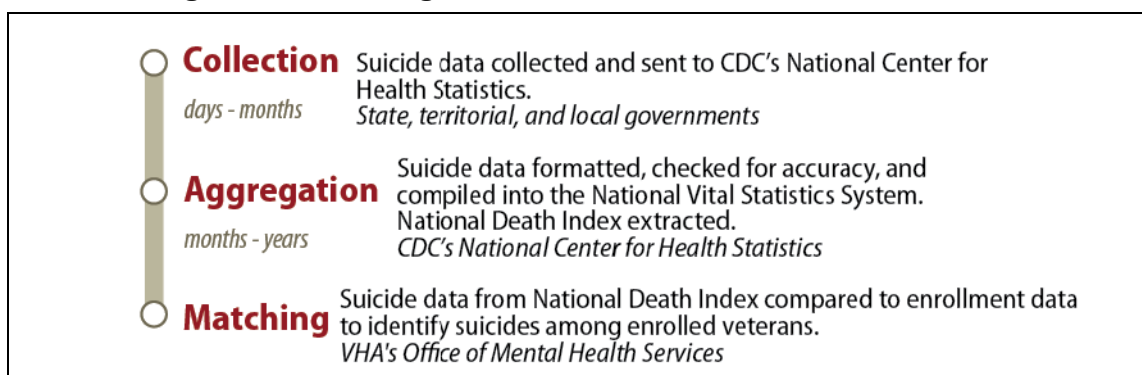 Collection Suicide data collected and sent to CDC's National Center for
Health Statistics.
days - months
State, territorial, and local governments
Suicide data formatted, checked for accuracy, and
Aggregation compiled into the National Vital Statistics System.
National Death Index extracted.
months - years
CDC's National Center for Health Statistics
Suicide data from National Death Index compared to enrollment data
Matching to identify suicides among enrolled veterans.
VHA's Office of Mental Health Services